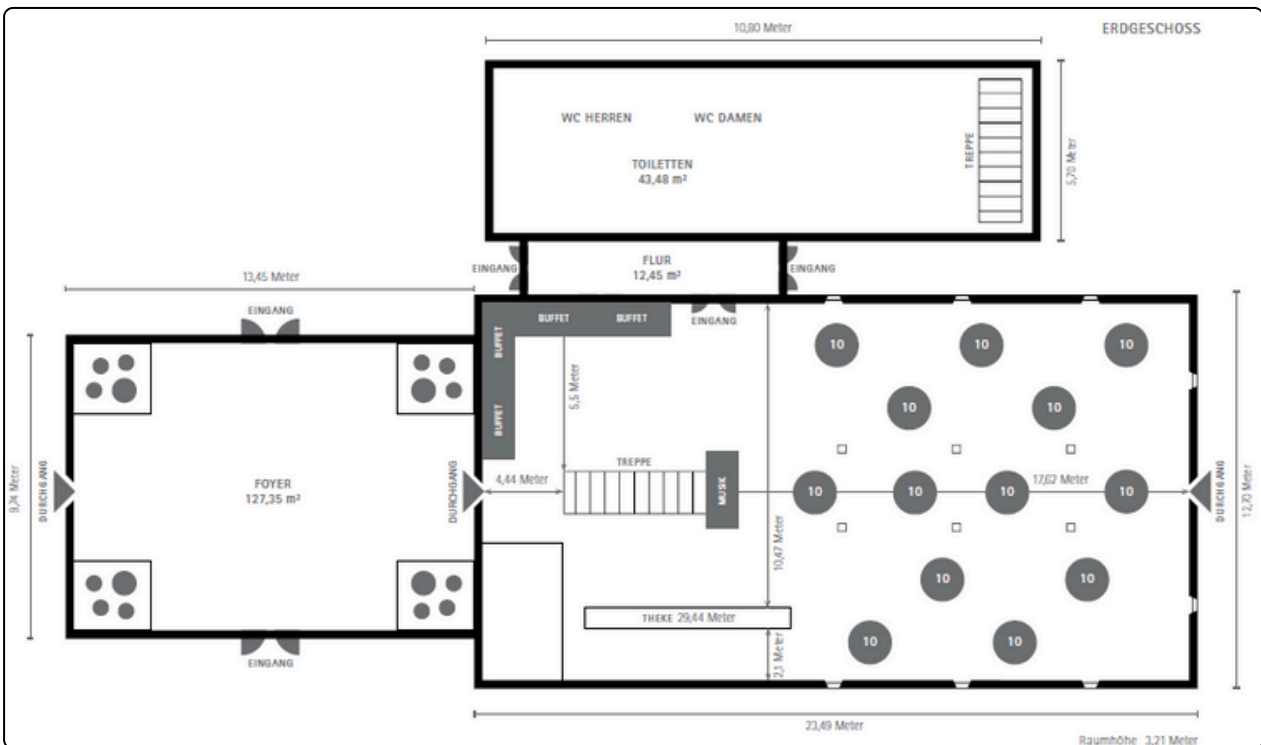 10,80 Meter
ERDGESCHOSS
WC HERREN
WC DAMEN
TOILETTEN
43,48 m²
TREPPE
5,70 Meter
EINGANG
FLUR
12,45 m²
EINGANG
13,45 Meter
EINGANG
BUFFET
BUFFET
EINGANG
BUFFET
BUFFET
10
10
10
10
10
5,5 Meter
9,74 Meter
DURCHGANG
FOYER
127,35 m²
DURCHGANG
4,44 Meter
TREPPE
MUSIK
10
10
10
17,62 Meter
10
DURCHGANG
12,70 Meter
10,47 Meter
10
10
THEKE 29,44 Meter
2,1 Meter
10
10
EINGANG
23,49 Meter
Raumhöhe 3,21 Meter